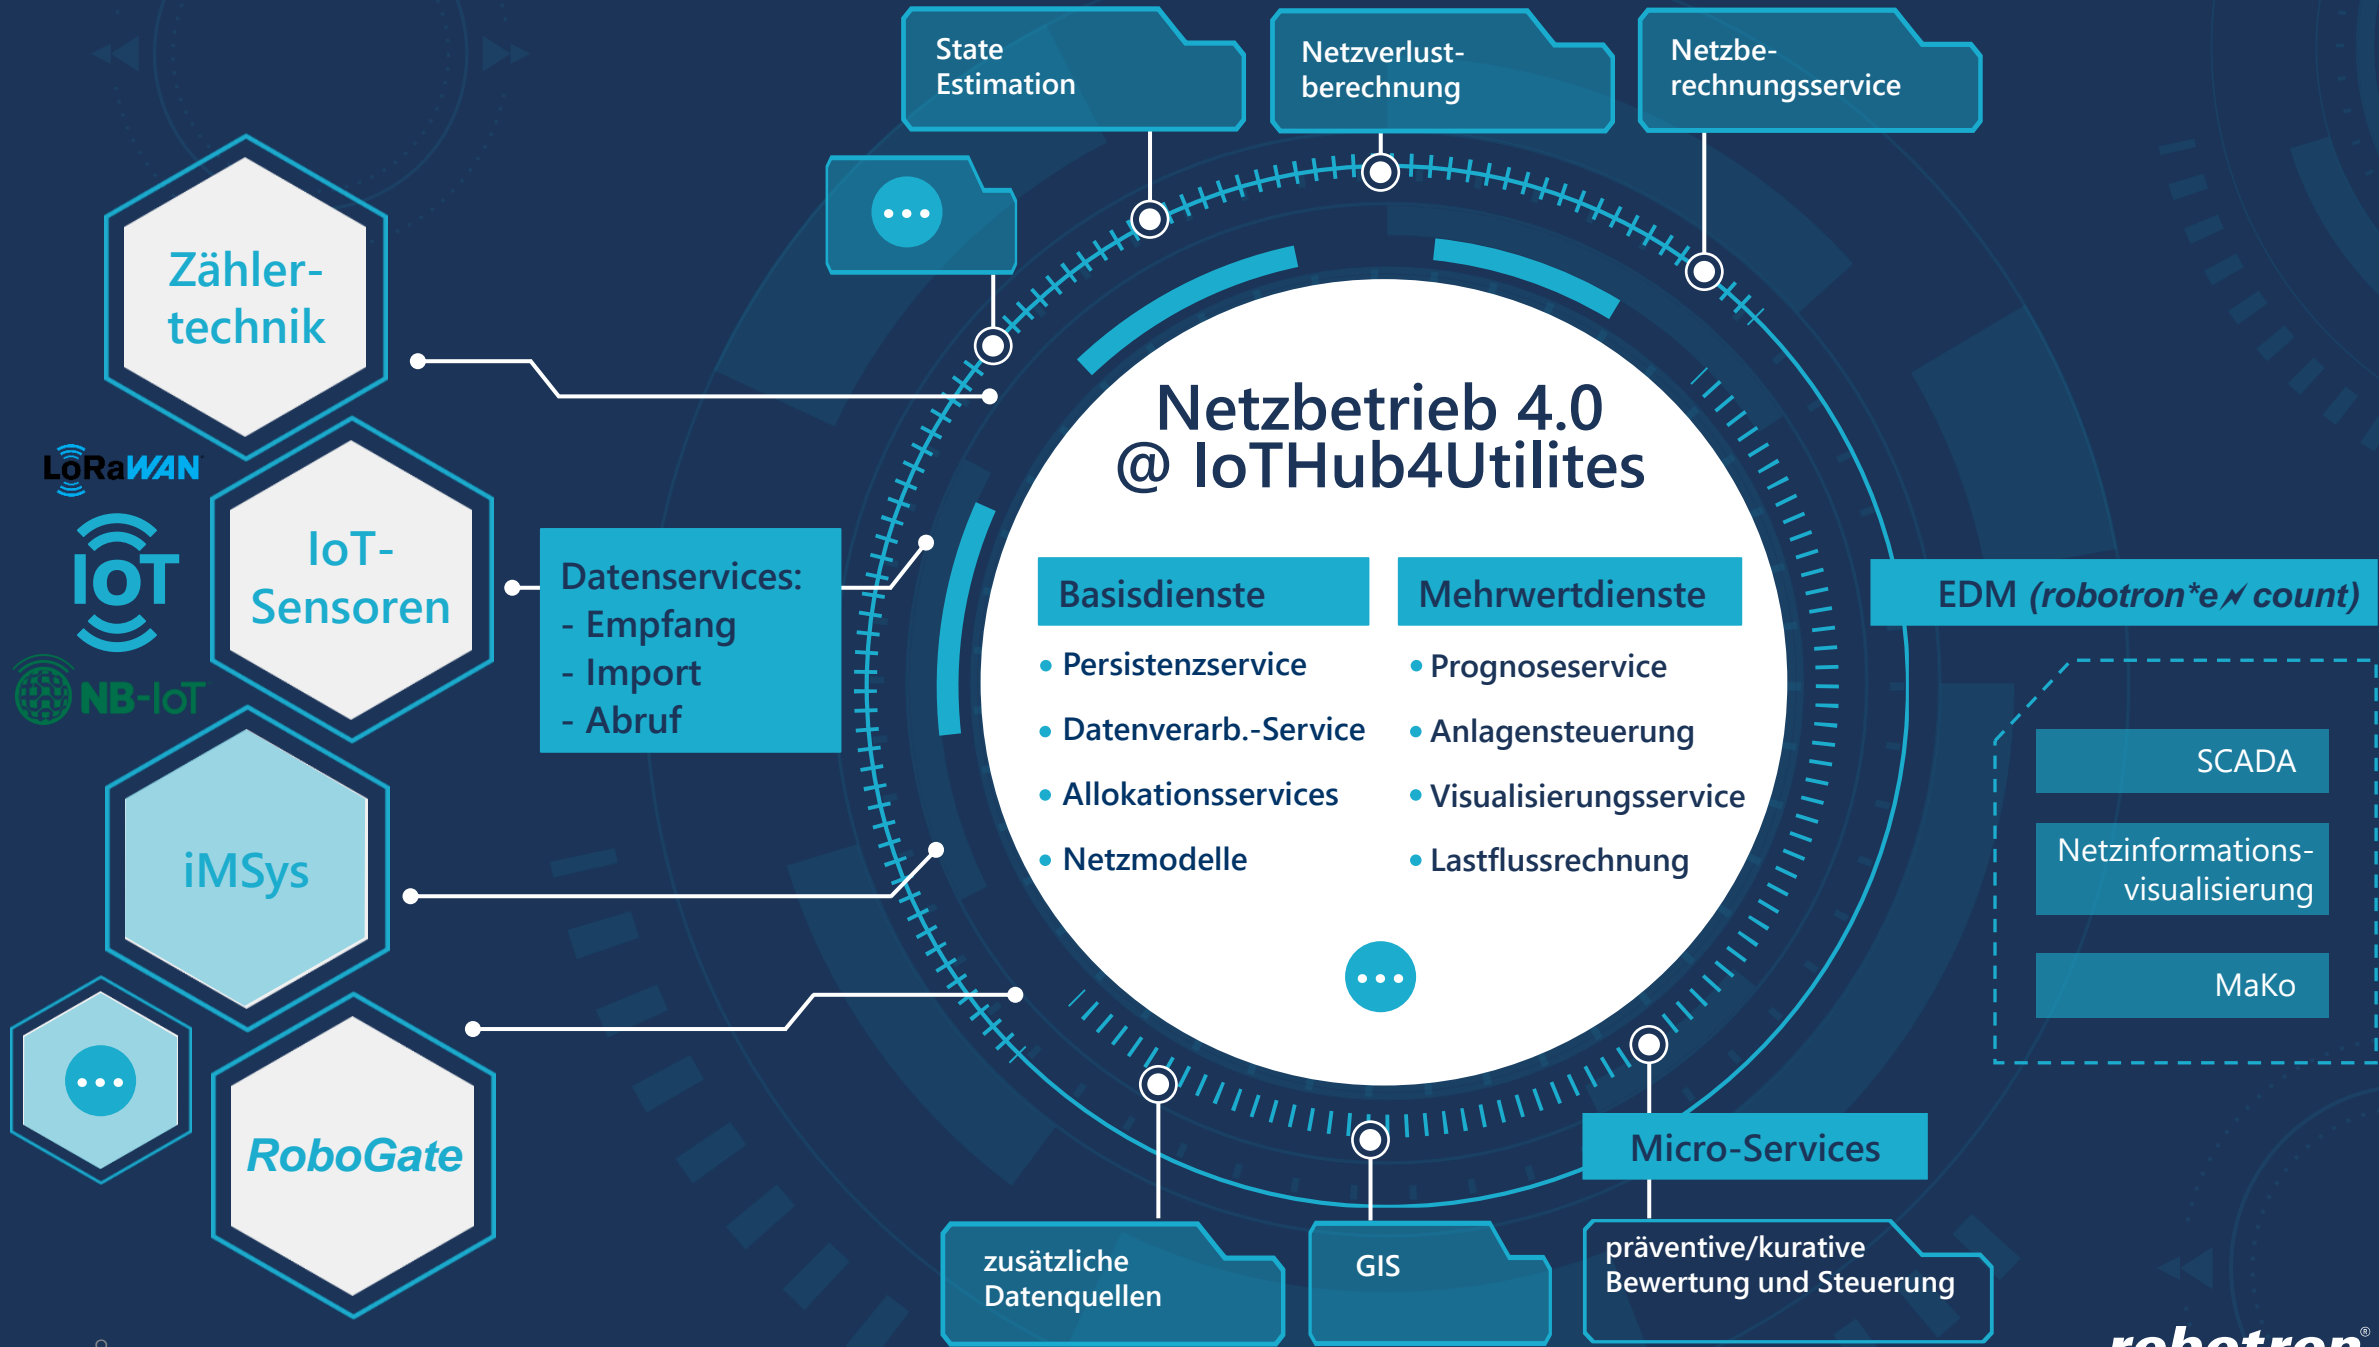 State
Estimation
Netzverlust-
berechnung
Netzbe-
rechnungsservice
Zähler-
technik
LoRaWAN
IoT
NB-IoT
IoT-
Sensoren
Datenservices:
- Empfang
- Import
- Abruf
iMSys
RoboGate
Netzbetrieb 4.0
@ IoTHub4Utilites
Basisdienste
• Persistenzservice
• Datenverarb.-Service
• Allokationsservices
• Netzmodelle
Mehrwertdienste
• Prognoseservice
• Anlagensteuerung
• Visualisierungsservice
• Lastflussrechnung
EDM (robotron*e count)
SCADA
Netzinformations-
visualisierung
MaKo
Micro-Services
zusätzliche
Datenquellen
GIS
präventive/kurative
Bewertung und Steuerung
robotron®